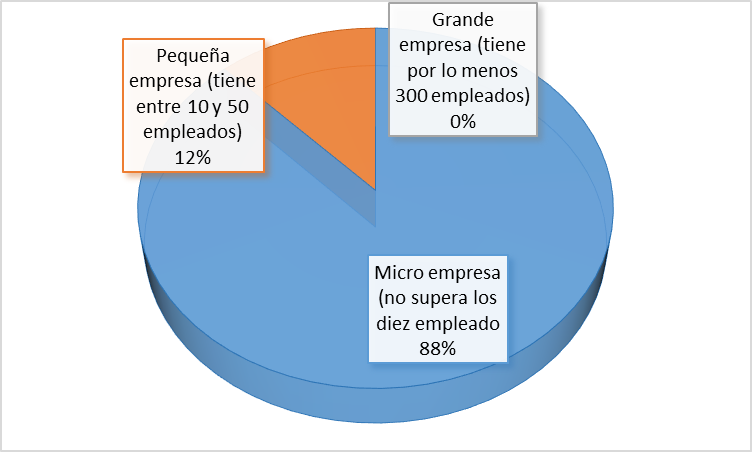 Grande
empresa (tiene
por lo menos
300 empleados)
0%
Pequeña
empresa (tiene
entre 10 y 50
empleados)
12%
Micro empresa
(no supera los
diez empleado
88%